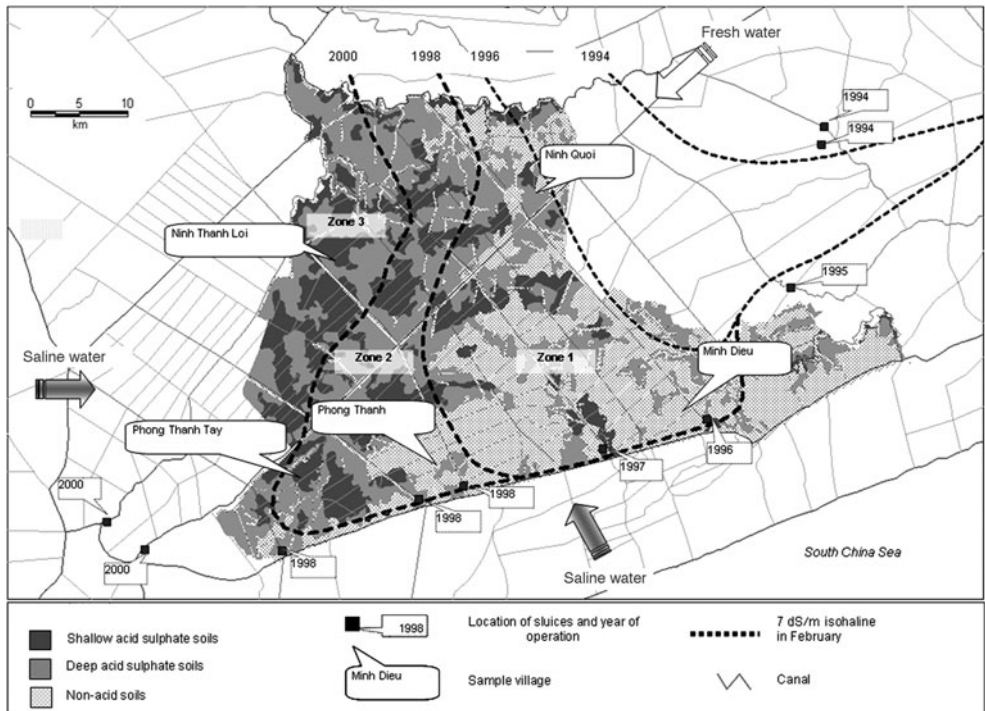 Fresh water
2000
1998
1996
1994
0 5 10
km
1994
1994
Ninh Quoi
Zone 3
Ninh Thanh Loi
1995
Saline water
Zone 2
Zone 1
Minh Dieu
Phong Thanh
Phong Thanh Tay
1996
1997
2000
1998
1998
2000
1998
Saline water
South China Sea
Shallow acid sulphate soils
Deep acid sulphate soils
Non-acid soils
1998
Location of sluices and year of
operation
Minh Dieu
Sample village
7 dS/m isohaline
in February
Canal